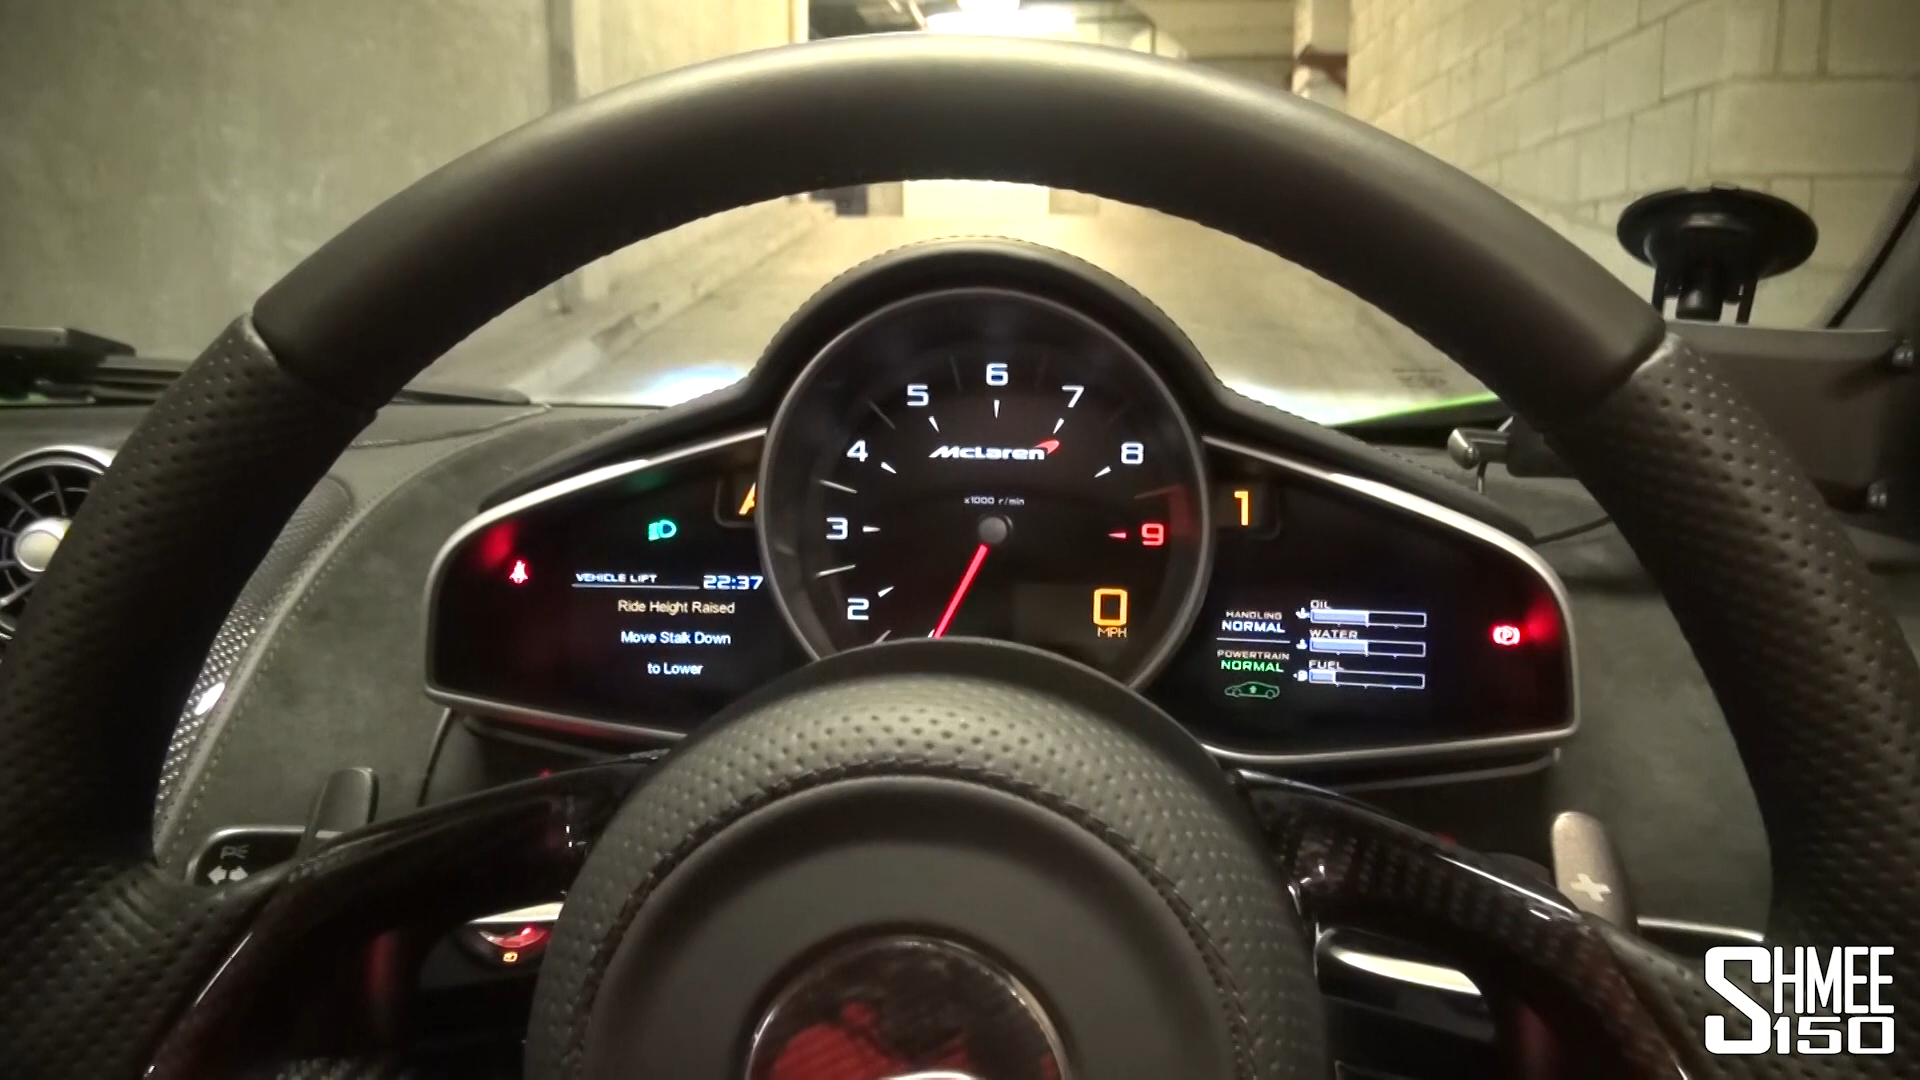 6
5
7
4
McLaren
8
x1000 r/min
1
3
9
VEHICLE LIFT 22:37
Ride Height Raised
2
0
MPH
Move Stalk Down
to Lower
HANDLING
NORMAL
POWERTRAIN
NORMAL
OIL
WATER
FUEL
P
SHMEE
150